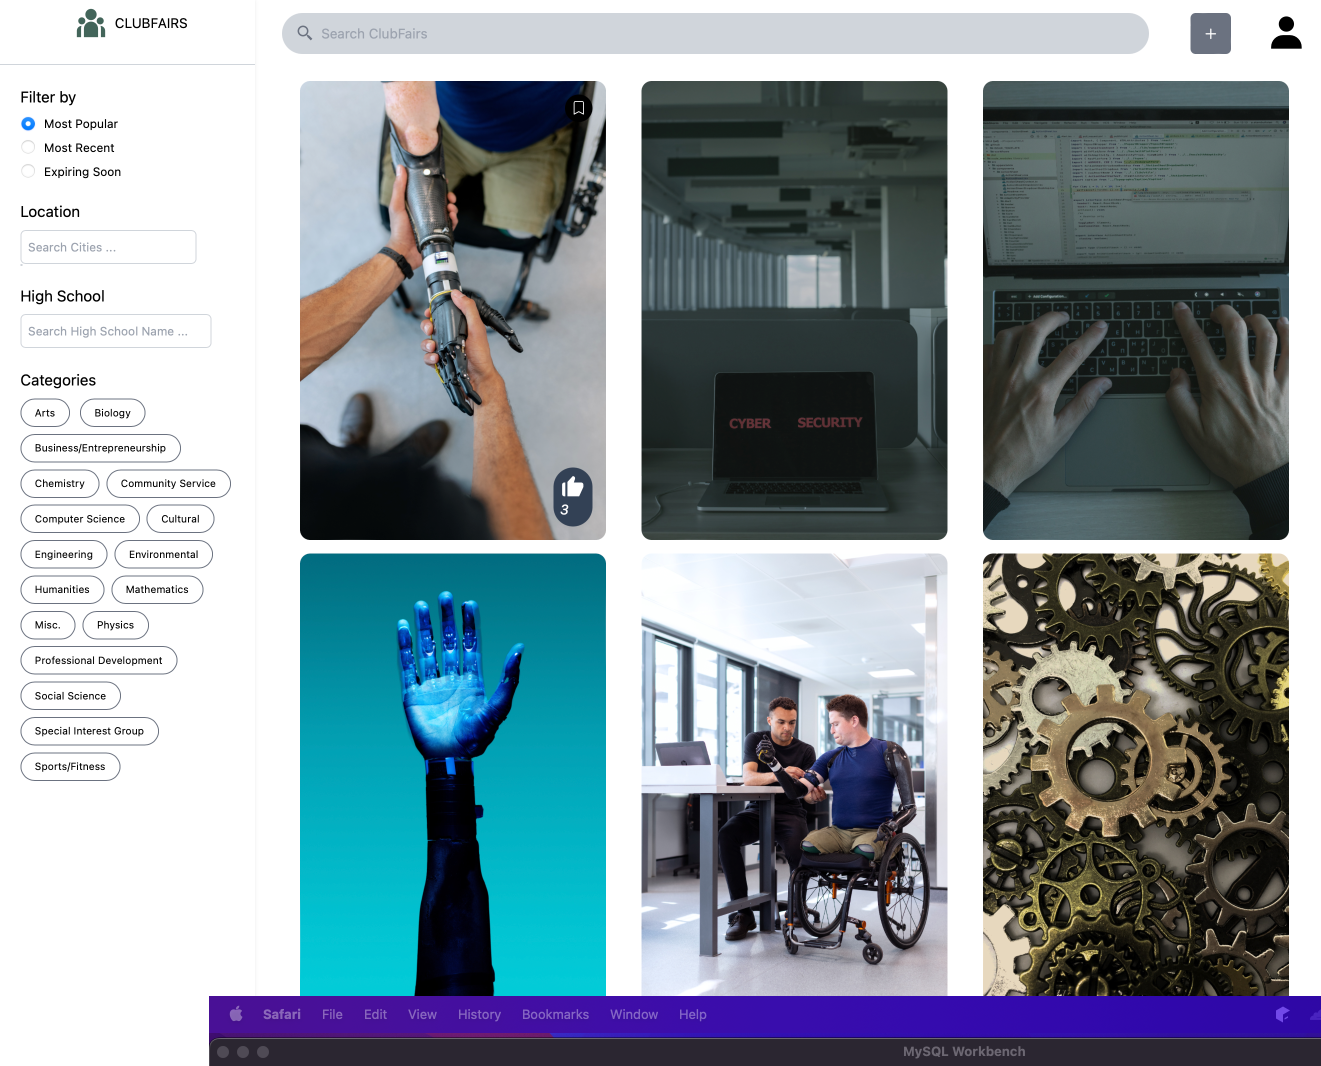 CLUBFAIRS
Search ClubFairs
+
Filter by
Most Popular
Most Recent
Expiring Soon
Location
Search Cities ...
High School
Search High School Name ...
Categories
Arts Biology
Business/Entrepreneurship
Chemistry Community Service
Computer Science Cultural
Engineering Environmental
Humanities Mathematics
Misc. Physics
Professional Development
Social Science
Special Interest Group
Sports/Fitness
3
CYBER SECURITY
Safari File Edit View History Bookmarks Window Help
MySQL Workbench